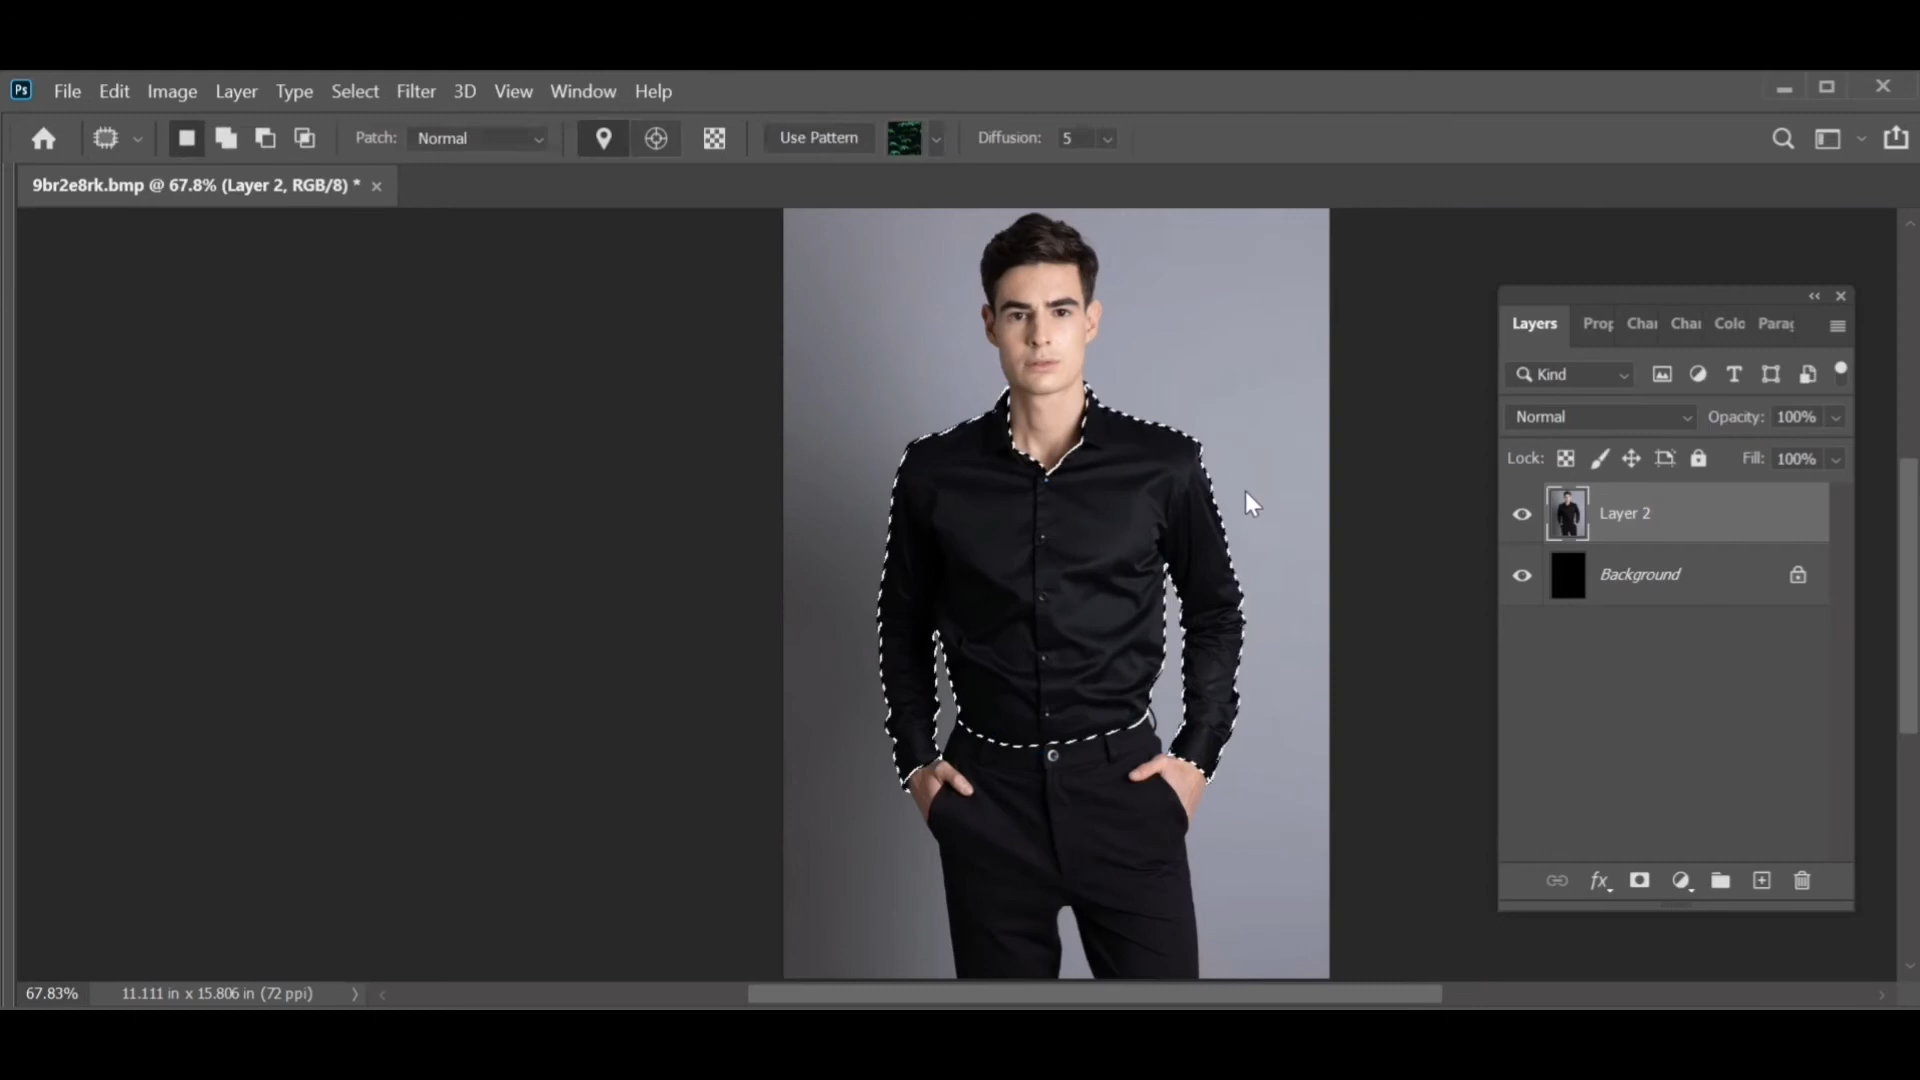 Ps File Edit Image Layer Type Select Filter 3D View Window Help
Patch: Normal Use Pattern Diffusion: 5
9br2e8rk.bmp @ 67.8% (Layer 2, RGB/8) *
Layers Prop Chai Chai Colc Parag
Kind
Normal Opacity: 100%
Lock: Fill: 100%
Layer 2
Background
fx
67.83% 11.111 in x 15.806 in (72 ppi)